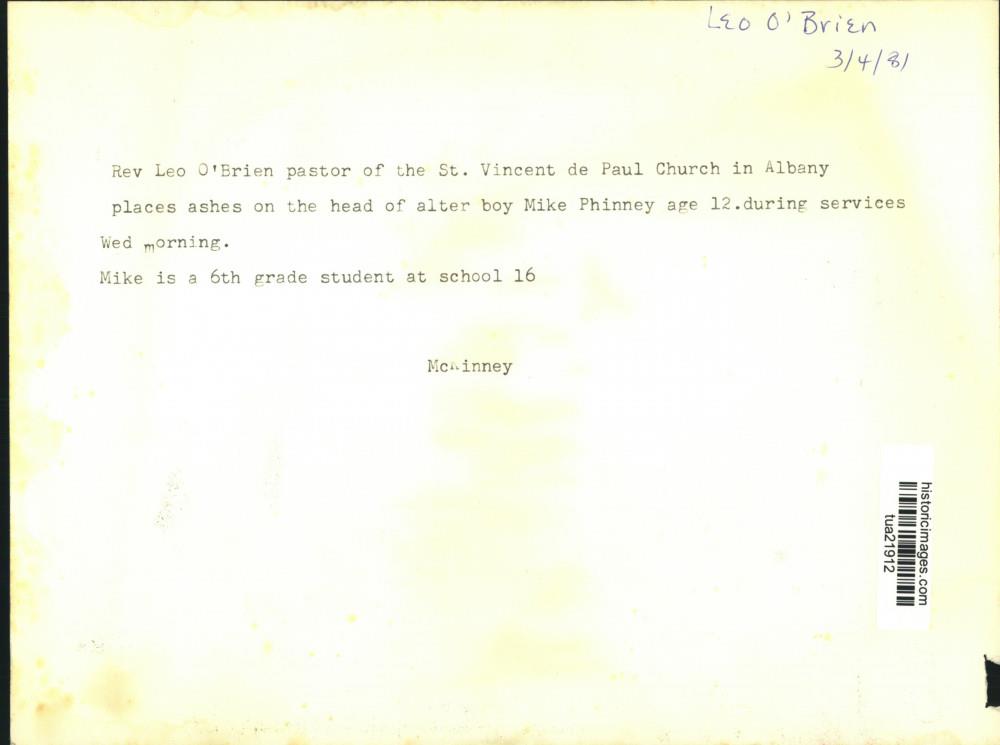 Leo O' Brien
3/4/81
Rev Leo O'Brien pastor of the St. Vincent de Paul Church in Albany
places ashes on the head of alter boy Mike Phinney age 12.during services
Wed morning.
Mike is a 6th grade student at school 16
McKinney
historicimages.com
tua21912